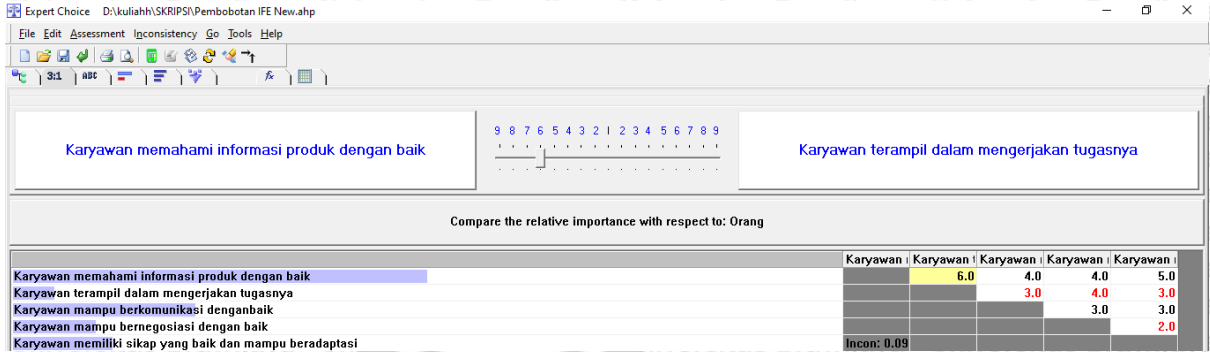 Expert Choice D:\kuliahh\SKRIPSI\Pembobotan IFE New.ahp
File Edit Assessment Inconsistency Go Tools Help
3:1 ABC fx
9 8 7 6 5 4 3 2 1 2 3 4 5 6 7 8 9
Karyawan memahami informasi produk dengan baik
Karyawan terampil dalam mengerjakan tugasnya
Compare the relative importance with respect to: Orang
Karyawan Karyawan t Karyawan Karyawan Karyawan
Karyawan memahami informasi produk dengan baik 6.0 4.0 4.0 5.0
Karyawan terampil dalam mengerjakan tugasnya 3.0 4.0 3.0
Karyawan mampu berkomunikasi denganbaik 3.0 3.0
Karyawan mampu bernegosiasi dengan baik 2.0
Karyawan memiliki sikap yang baik dan mampu beradaptasi Incon: 0.09